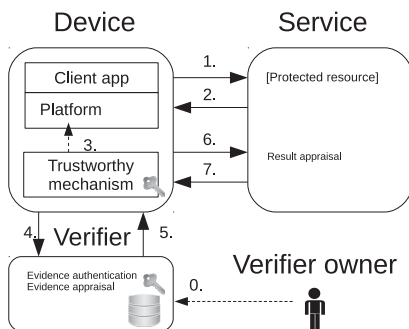 Device
Service
Client app
Platform
1.
[Protected resource]
2.
3.
6.
Result appraisal
Trustworthy
mechanism
7.
4.
Verifier
5.
Verifier owner
Evidence authentication
Evidence appraisal
0.